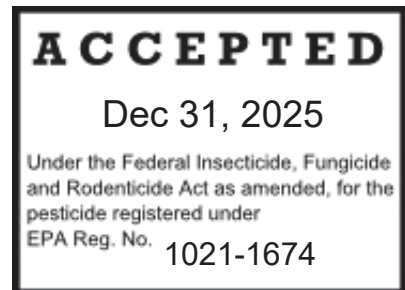 ACCEPTED
Dec 31, 2025
Under the Federal Insecticide, Fungicide
and Rodenticide Act as amended, for the
pesticide registered under
EPA Reg. No. 1021-1674